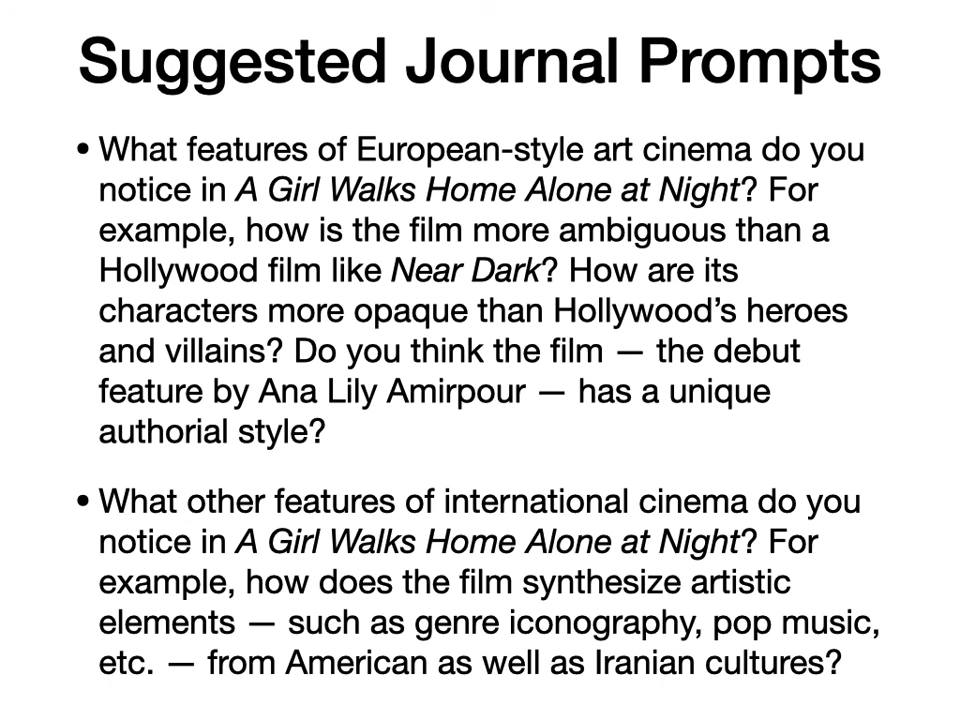 Suggested Journal Prompts
• What features of European-style art cinema do you
notice in A Girl Walks Home Alone at Night? For
example, how is the film more ambiguous than a
Hollywood film like Near Dark? How are its
characters more opaque than Hollywood’s heroes
and villains? Do you think the film — the debut
feature by Ana Lily Amirpour — has a unique
authorial style?
• What other features of international cinema do you
notice in A Girl Walks Home Alone at Night? For
example, how does the film synthesize artistic
elements — such as genre iconography, pop music,
etc. — from American as well as Iranian cultures?